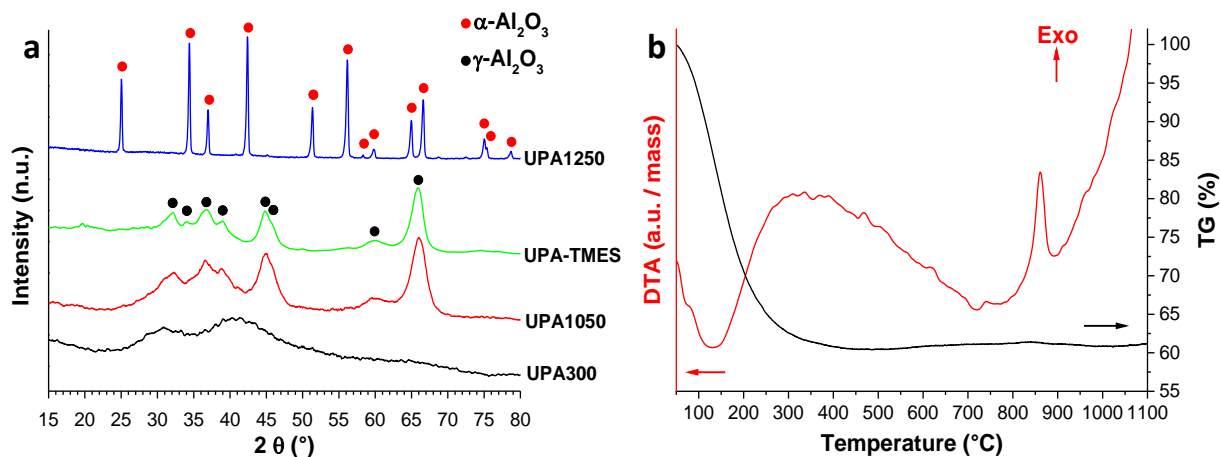 a
α-Al₂O₃
γ-Al₂O₃
UPA1250
UPA-TMES
UPA1050
UPA300
Intensity (n.u.)
15 20 25 30 35 40 45 50 55 60 65 70 75 80
2 θ (°)
b
Exo
DTA (a.u. / mass)
100
95
90
85
80
75
70
65
60
55
TG (%)
100 200 300 400 500 600 700 800 900 1000 1100
Temperature (°C)